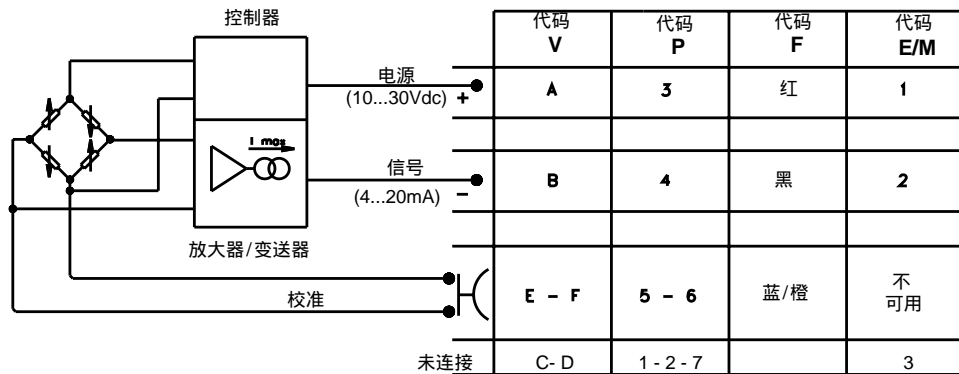 控制器
代码 代码 代码 代码
V P F E/M
电源
(10...30Vdc) + A 3 红 1
I max
信号
(4...20mA) − B 4 黑 2
放大器/变送器
校准 E – F 5 – 6 蓝/橙 不
可用
未连接 C- D 1 - 2 - 7 3